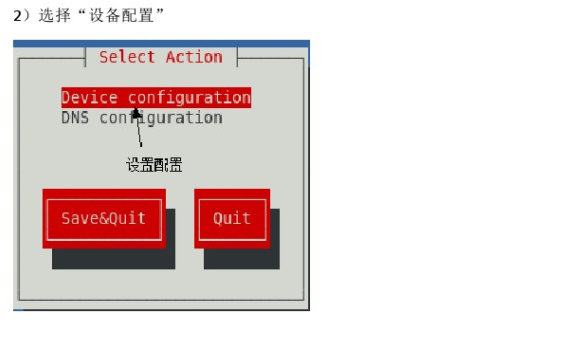 2）选择“设备配置”
Select Action
Device configuration
DNS configuration
设置配置
Save&Quit
Quit